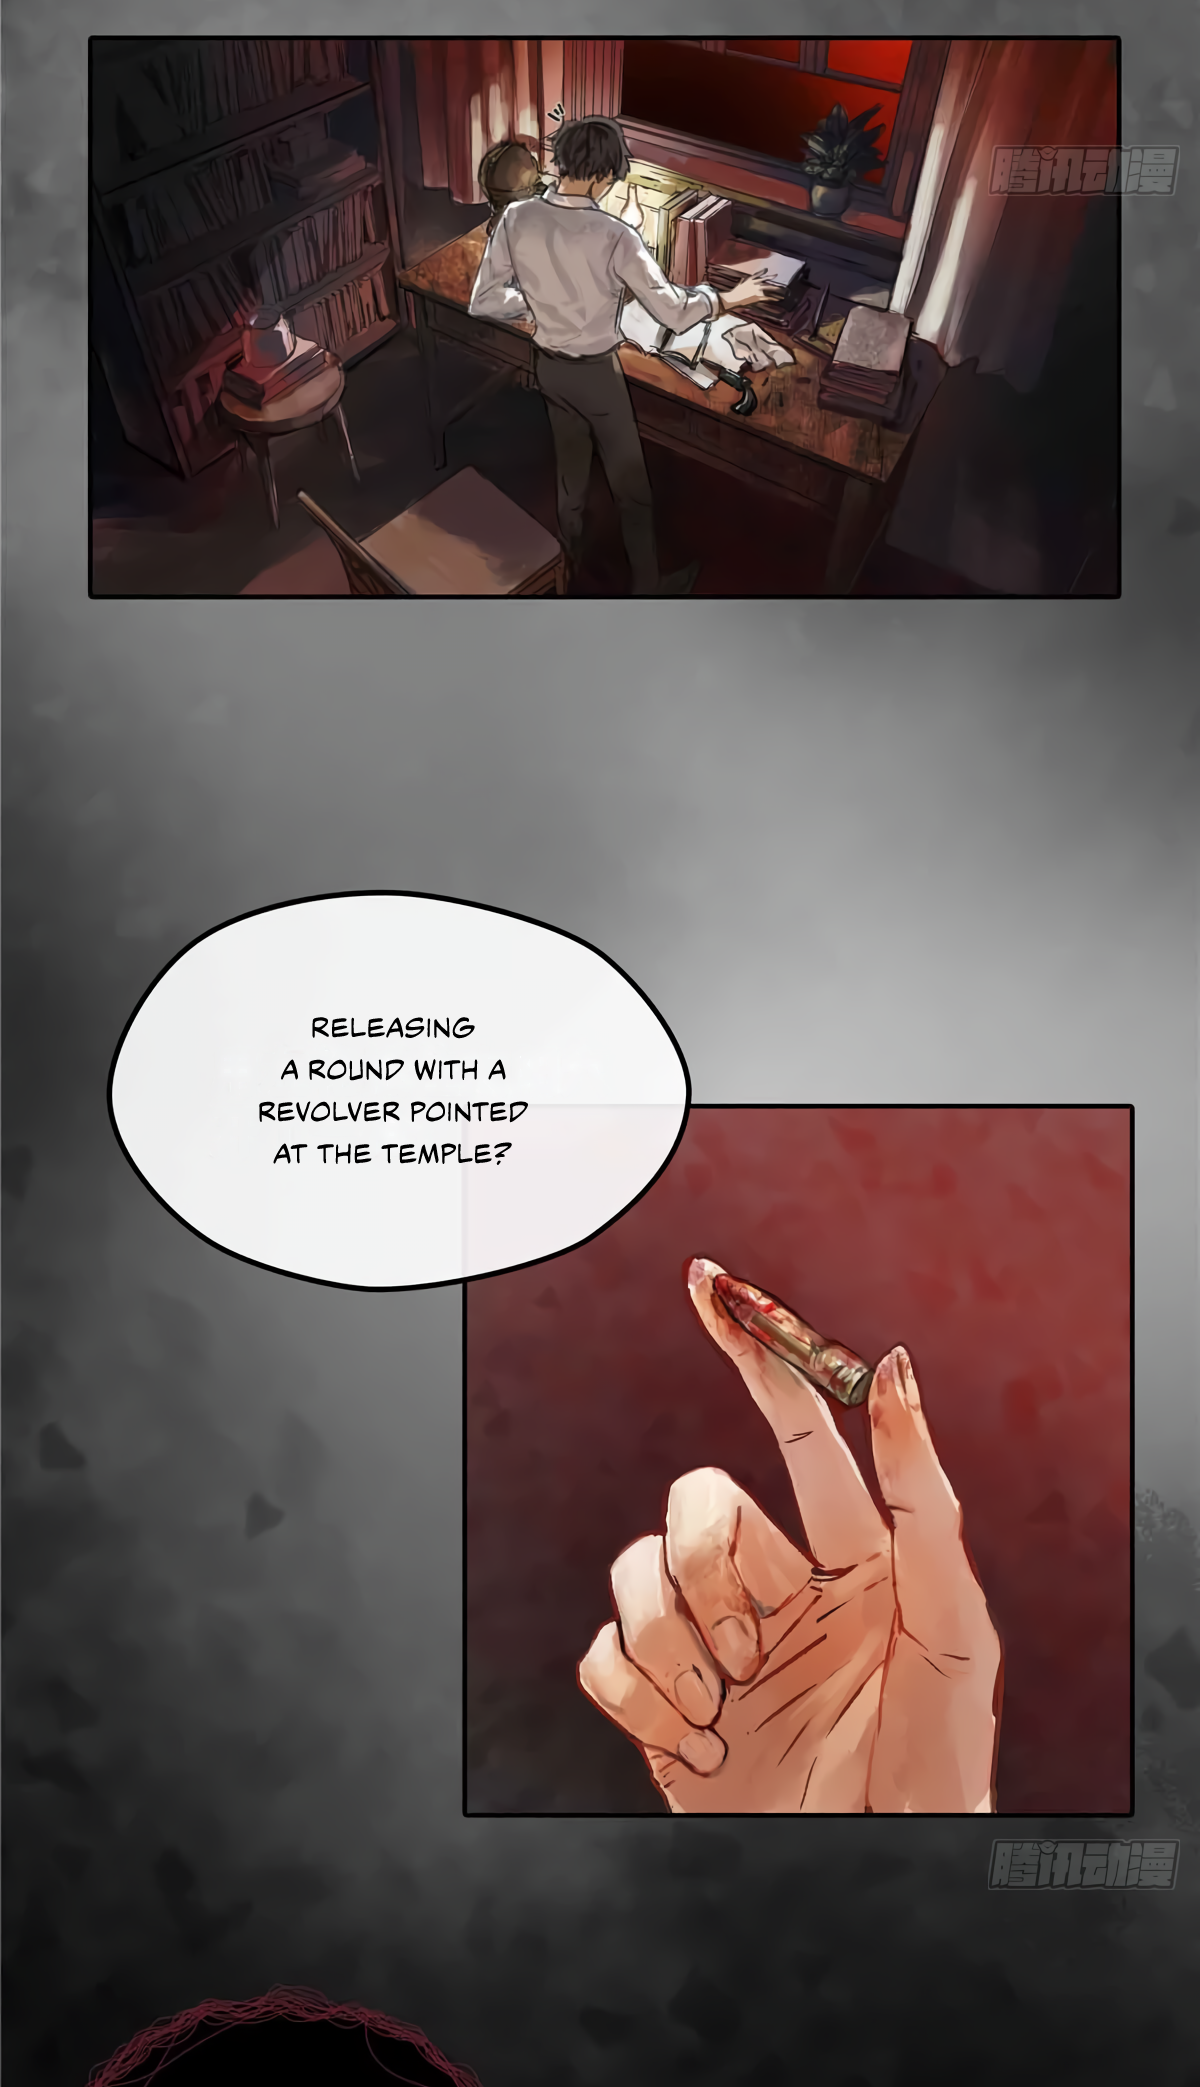 腾讯动漫
RELEASING
A ROUND WITH A
REVOLVER POINTED
AT THE TEMPLE?
腾讯动漫